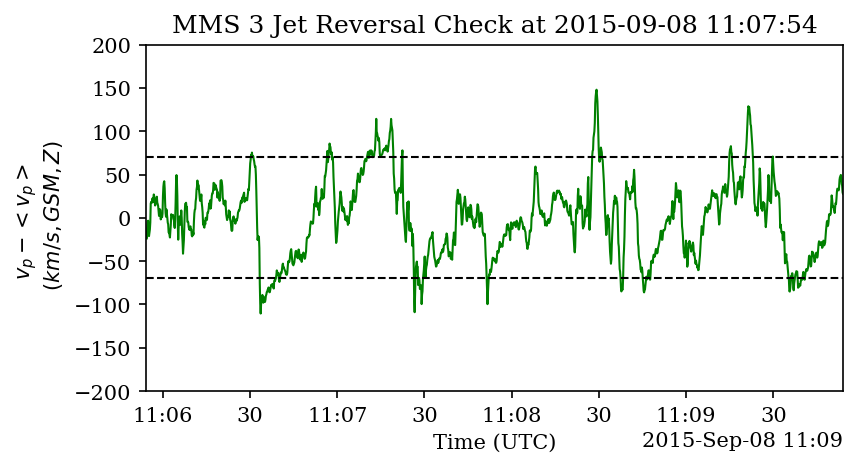 MMS 3 Jet Reversal Check at 2015-09-08 11:07:54
200
150
100
50
0
−50
−100
−150
−200
v_p − < v_p >
(km/s, GSM, Z)
11:06 30 11:07 30 11:08 30 11:09 30
Time (UTC) 2015-Sep-08 11:09